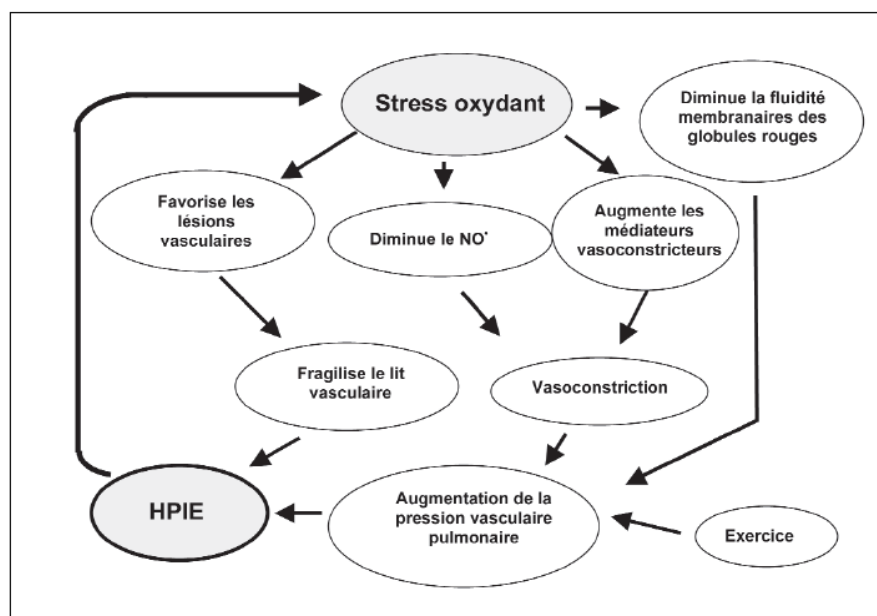 Stress oxydant
Diminue la fluidité
membranaires des
globules rouges
Favorise les
lésions
vasculaires
Diminue le NO•
Augmente les
médiateurs
vasoconstricteurs
Fragilise le lit
vasculaire
Vasoconstriction
HPIE
Augmentation de la
pression vasculaire
pulmonaire
Exercice